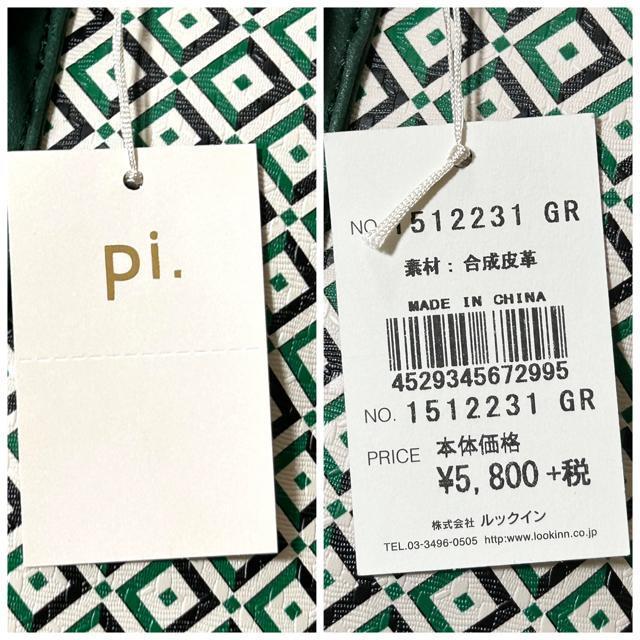 pi.
NO. 1512231 GR
素材: 合成皮革
MADE IN CHINA
4529345672995
NO. 1512231 GR
PRICE 本体価格
¥5,800+税
株式会社 ルックイン
TEL.03-3496-0505 http:www.lookinn.co.jp